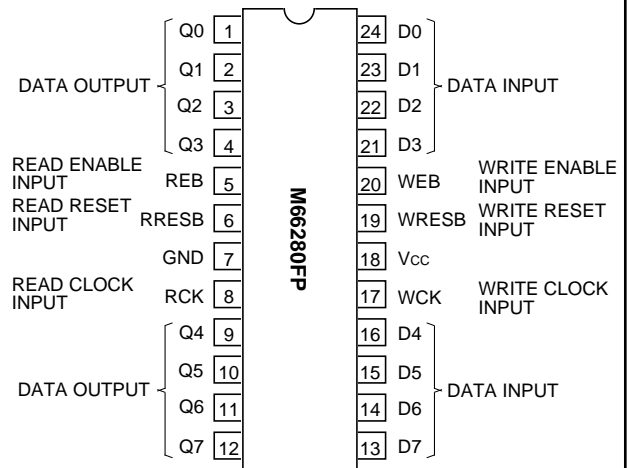 Q0 1 24 D0
Q1 2 23 D1
DATA OUTPUT DATA INPUT
Q2 3 22 D2
Q3 4 21 D3
READ ENABLE
INPUT
REB 5 20 WEB
WRITE ENABLE
INPUT
READ RESET
INPUT
RRESB 6 19 WRESB
WRITE RESET
INPUT
M66280FP
GND 7 18 Vcc
READ CLOCK
INPUT
RCK 8 17 WCK
WRITE CLOCK
INPUT
Q4 9 16 D4
Q5 10 15 D5
DATA OUTPUT DATA INPUT
Q6 11 14 D6
Q7 12 13 D7